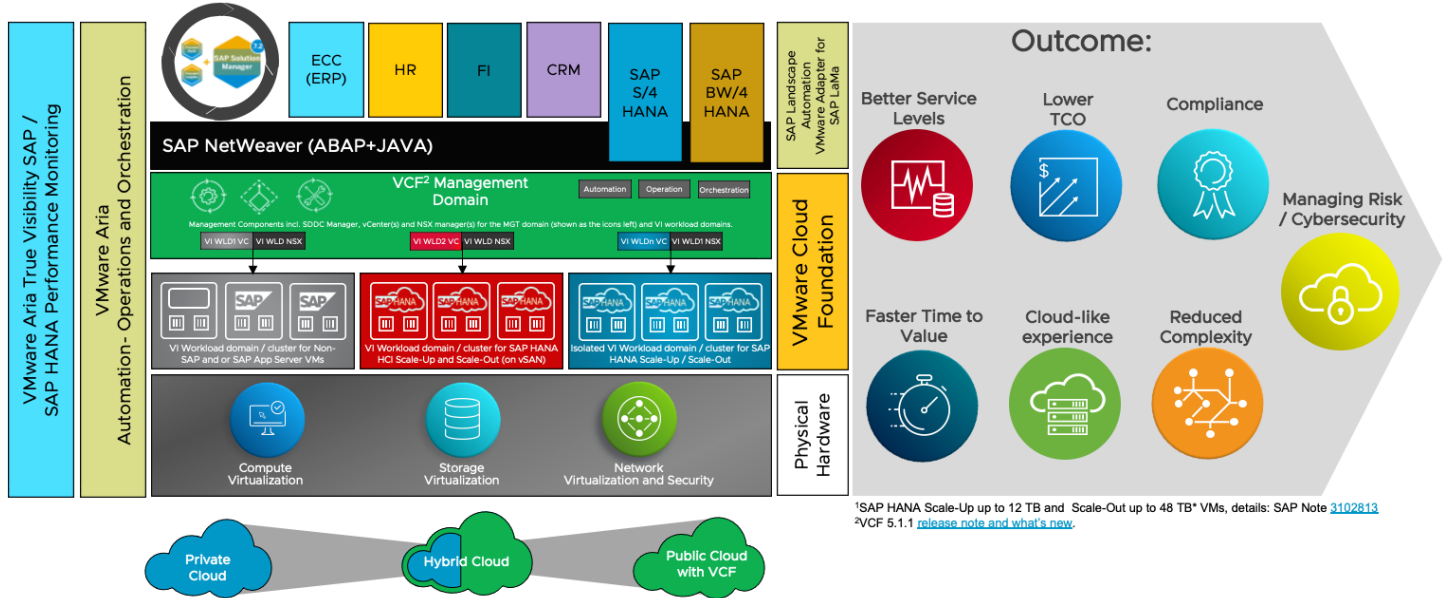 VMware Aria True Visibility SAP /
SAP HANA Performance Monitoring
VMware Aria
Automation- Operations and Orchestration
SAP Solution
Manager
7.2
ECC
(ERP)
HR
FI
CRM
SAP
S/4
HANA
SAP
BW/4
HANA
SAP NetWeaver (ABAP+JAVA)
SAP Landscape
Automation
VMware Adapter for
SAP LaMa
VCF² Management
Domain
Automation
Operation
Orchestration
Management Components incl. SDDC Manager, vCenter(s) and NSX manager(s) for the MGT domain (shown as the icons left) and VI workload domains.
VI WLD1 VC
VI WLD NSX
VI WLD2 VC
VI WLD NSX
VI WLDn VC
VI WLD1 NSX
SAP
SAP
SAP HANA
SAP HANA
SAP HANA
SAP HANA
SAP HANA
SAP HANA
VI Workload domain / cluster for Non-
SAP and or SAP App Server VMs
VI Workload domain / cluster for SAP HANA
HCI Scale-Up and Scale-Out (on vSAN)
Isolated VI Workload domain / cluster for SAP
HANA Scale-Up / Scale-Out
VMware Cloud
Foundation
Compute
Virtualization
Storage
Virtualization
Network
Virtualization and Security
Physical
Hardware
Private
Cloud
Hybrid Cloud
Public Cloud
with VCF
Outcome:
Better Service
Levels
Lower
TCO
$
Compliance
Managing Risk
/ Cybersecurity
Faster Time to
Value
Cloud-like
experience
Reduced
Complexity
¹SAP HANA Scale-Up up to 12 TB and Scale-Out up to 48 TB* VMs, details: SAP Note 3102813
²VCF 5.1.1 release note and what's new.